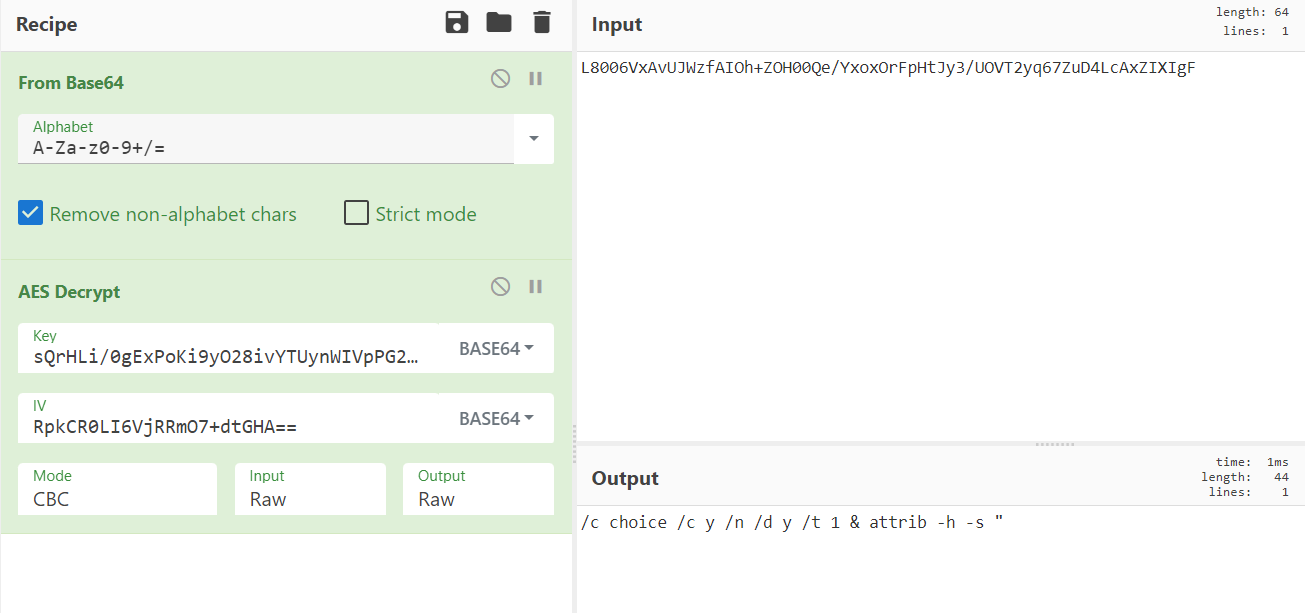 Recipe
From Base64
Alphabet
A-Za-z0-9+/=
Remove non-alphabet chars
Strict mode
AES Decrypt
Key
sQrHLi/0gExPoKi9yO28ivYTUynWIVpPG2…
BASE64
IV
RpkCR0LI6VjRRmO7+dtGHA==
BASE64
Mode
CBC
Input
Raw
Output
Raw
Input
length: 64
lines: 1
L8006VxAvUJWzfAIOh+ZOH00Qe/YxoxOrFpHtJy3/UOVT2yq67ZuD4LcAxZIXIgF
Output
time: 1ms
length: 44
lines: 1
/c choice /c y /n /d y /t 1 & attrib -h -s "